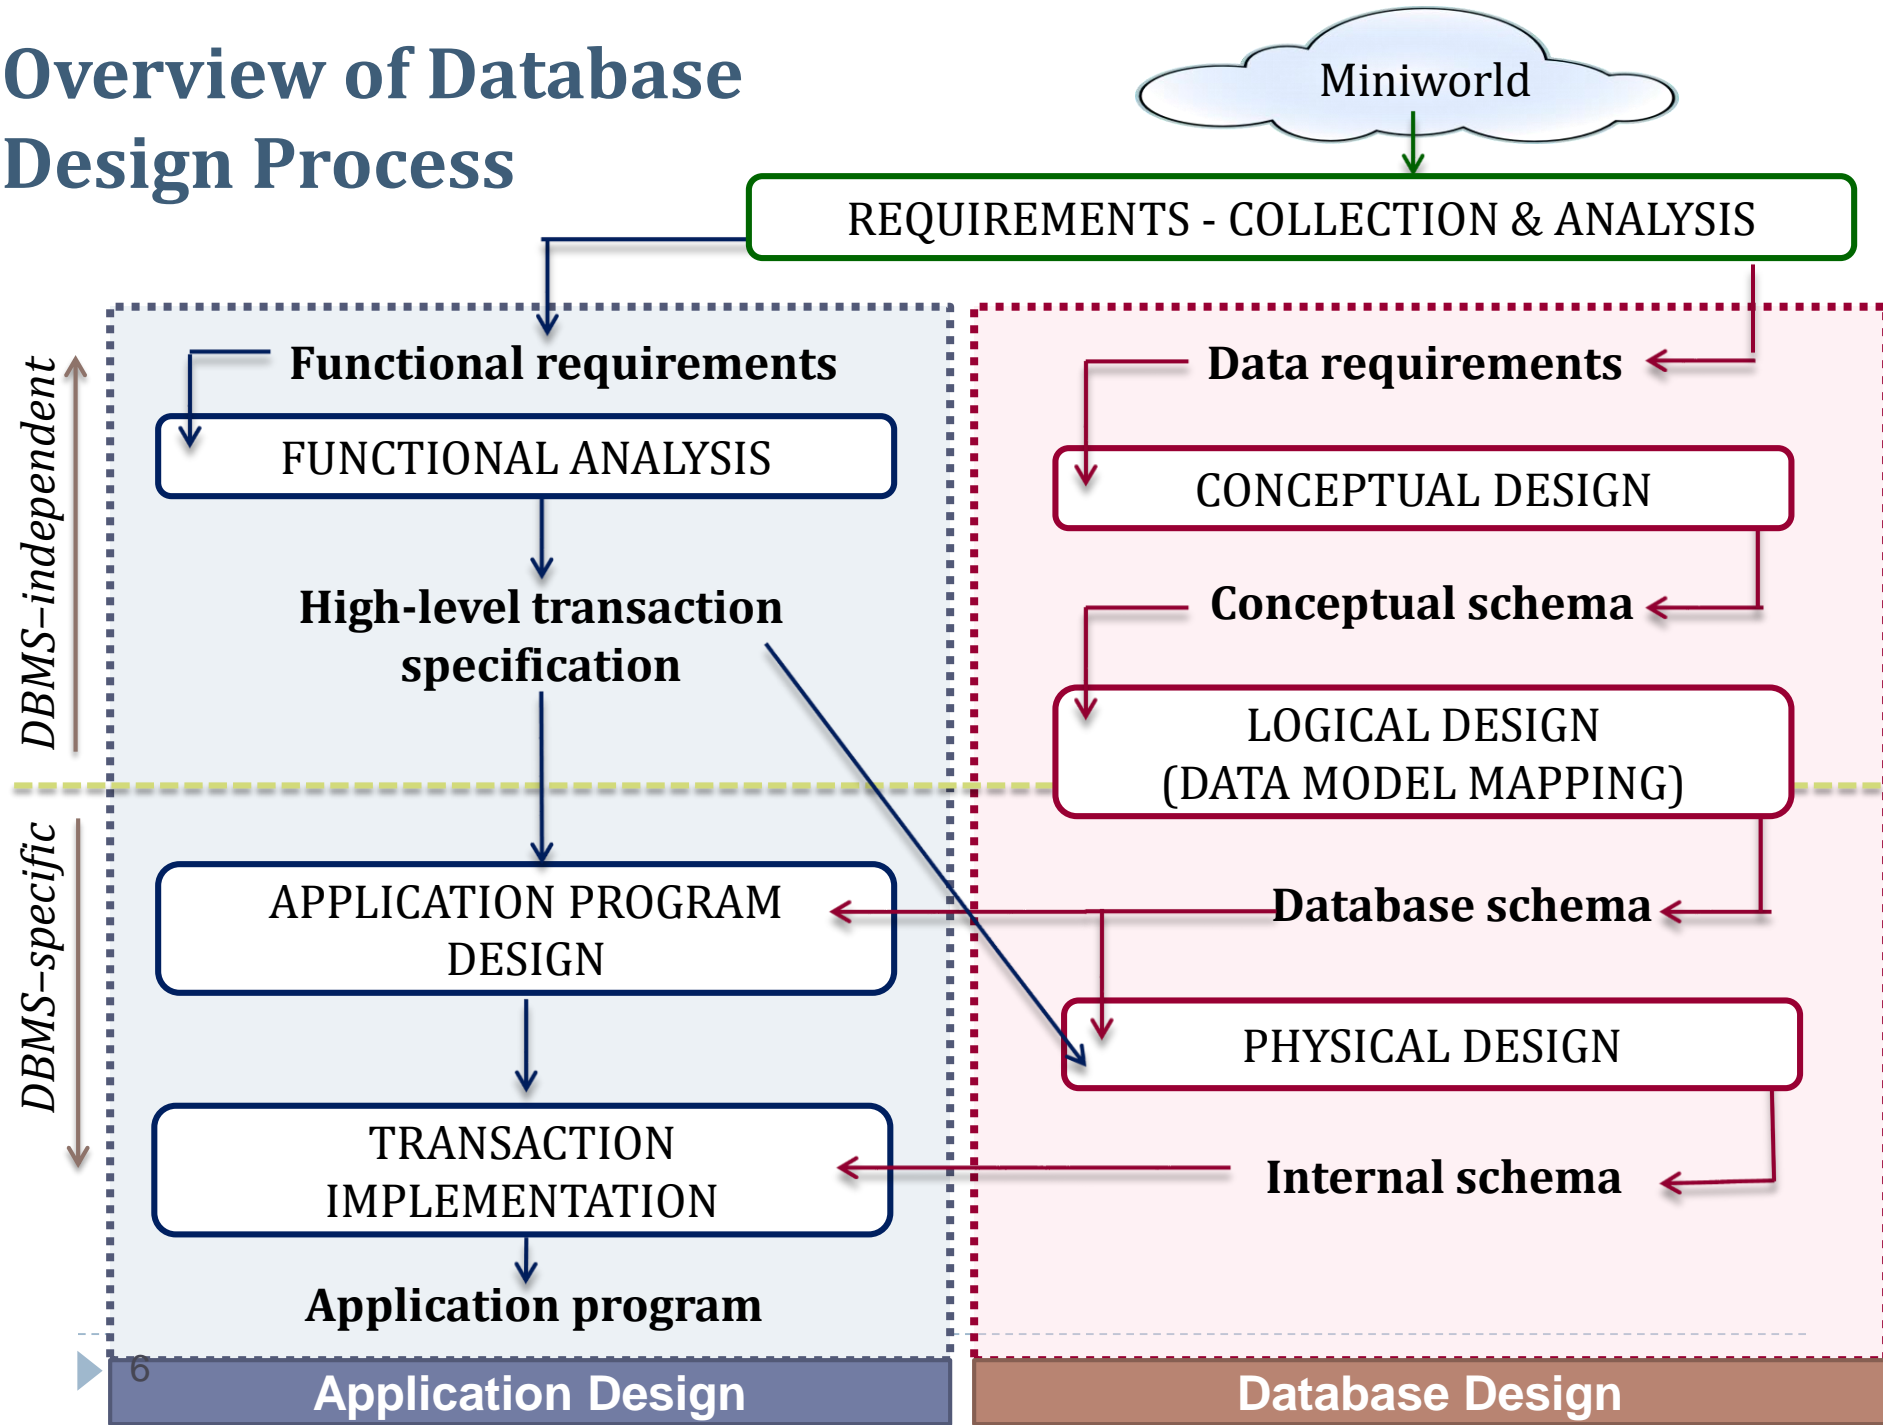 Overview of Database
Design Process
Miniworld
REQUIREMENTS - COLLECTION & ANALYSIS
DBMS–independent
Functional requirements
FUNCTIONAL ANALYSIS
High-level transaction
specification
Data requirements
CONCEPTUAL DESIGN
Conceptual schema
LOGICAL DESIGN
(DATA MODEL MAPPING)
DBMS–specific
APPLICATION PROGRAM
DESIGN
TRANSACTION
IMPLEMENTATION
Application program
Database schema
PHYSICAL DESIGN
Internal schema
6
Application Design
Database Design